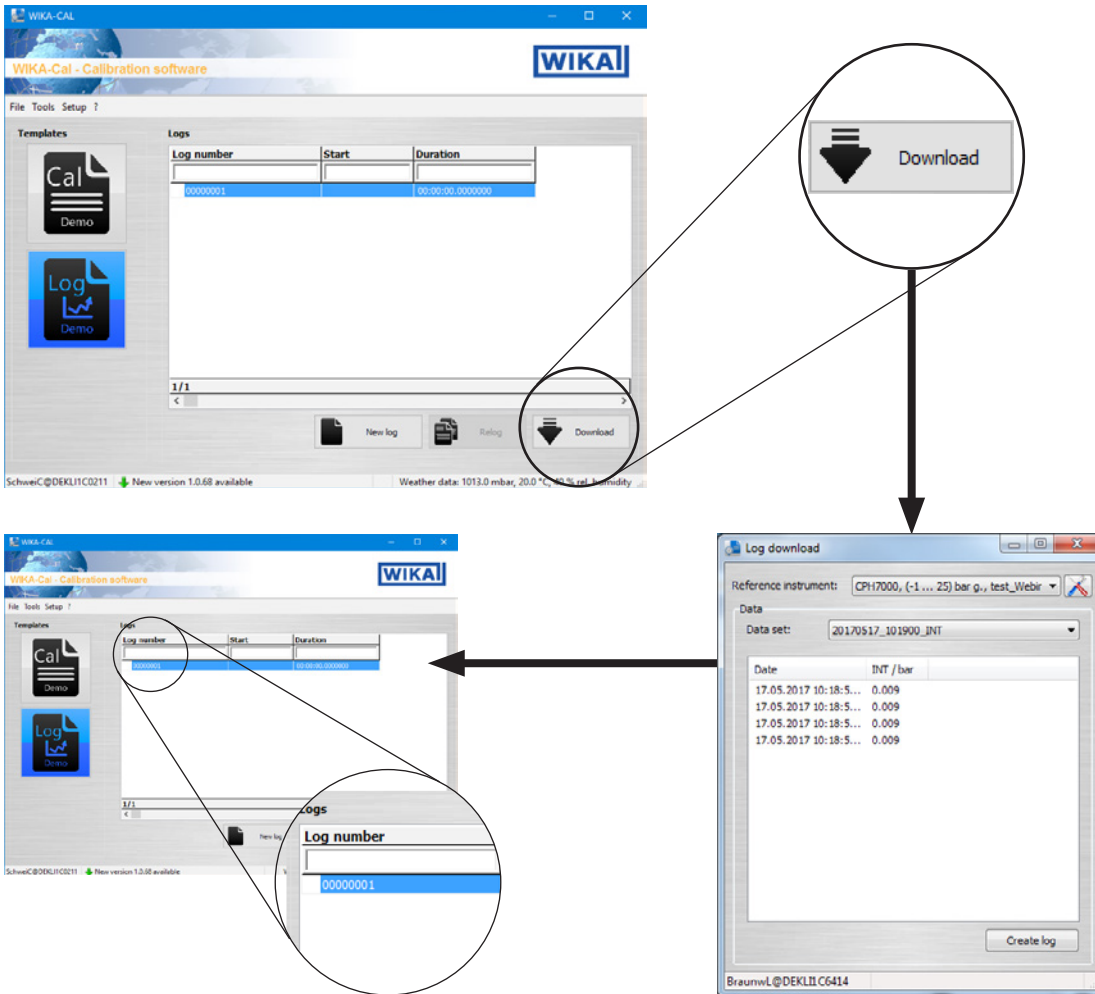 WIKA-CAL
WIKA-Cal - Calibration software
WIKA
File Tools Setup ?
Templates
Logs
Log number Start Duration
00000001 00:00:00.0000000
Cal
Demo
Log
Demo
1/1
New log Relog Download
SchweiC@DEKLI1C0211 New version 1.0.68 available Weather data: 1013.0 mbar, 20.0 °C, 40 % rel. humidity
Download
Log download
Reference instrument: CPH7000, (-1 ... 25) bar g., test_Webir
Data
Data set: 20170517_101900_INT
Date INT / bar
17.05.2017 10:18:5... 0.009
17.05.2017 10:18:5... 0.009
17.05.2017 10:18:5... 0.009
17.05.2017 10:18:5... 0.009
Create log
BraunwL@DEKLI1C6414
WIKA-CAL
WIKA-Cal - Calibration software
WIKA
File Tools Setup ?
Templates
Logs
Log number Start Duration
00000001 00:00:00.0000000
Cal
Demo
Log
Demo
1/1
New log
SchweiC@DEKLI1C0211 New version 1.0.68 available
Logs
Log number
00000001